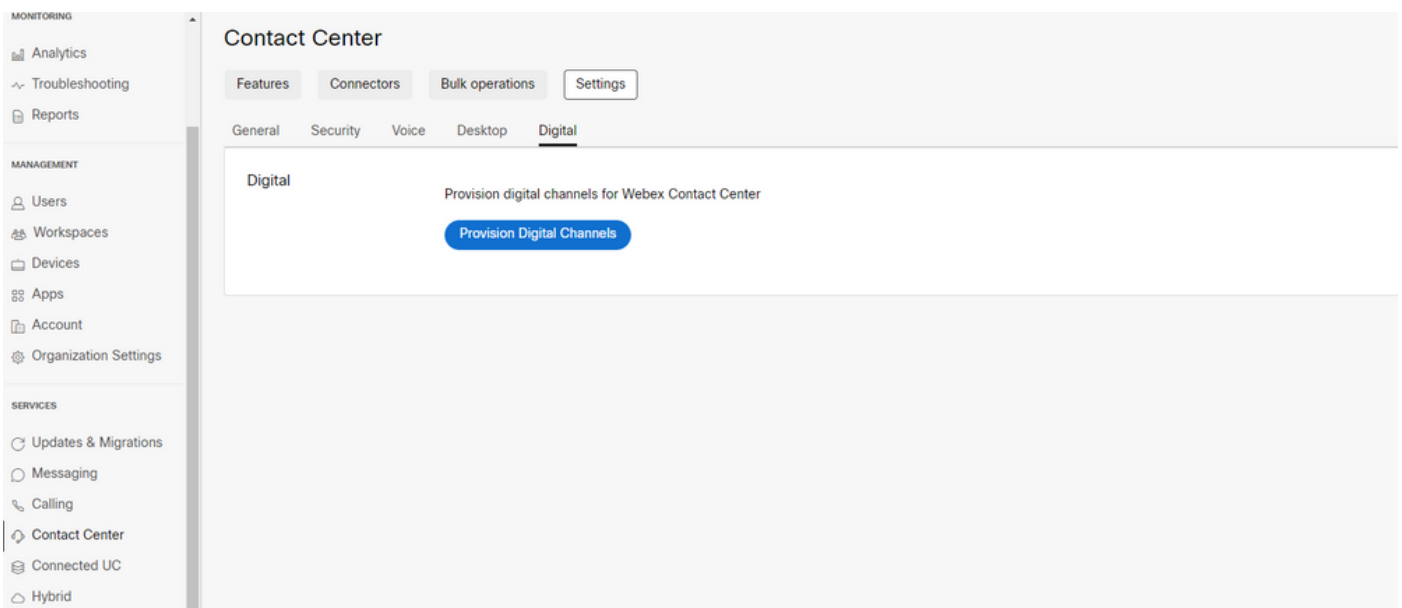 MONITORING
Analytics
Troubleshooting
Reports
MANAGEMENT
Users
Workspaces
Devices
Apps
Account
Organization Settings
SERVICES
Updates & Migrations
Messaging
Calling
Contact Center
Connected UC
Hybrid
Contact Center
Features Connectors Bulk operations Settings
General Security Voice Desktop Digital
Digital
Provision digital channels for Webex Contact Center
Provision Digital Channels